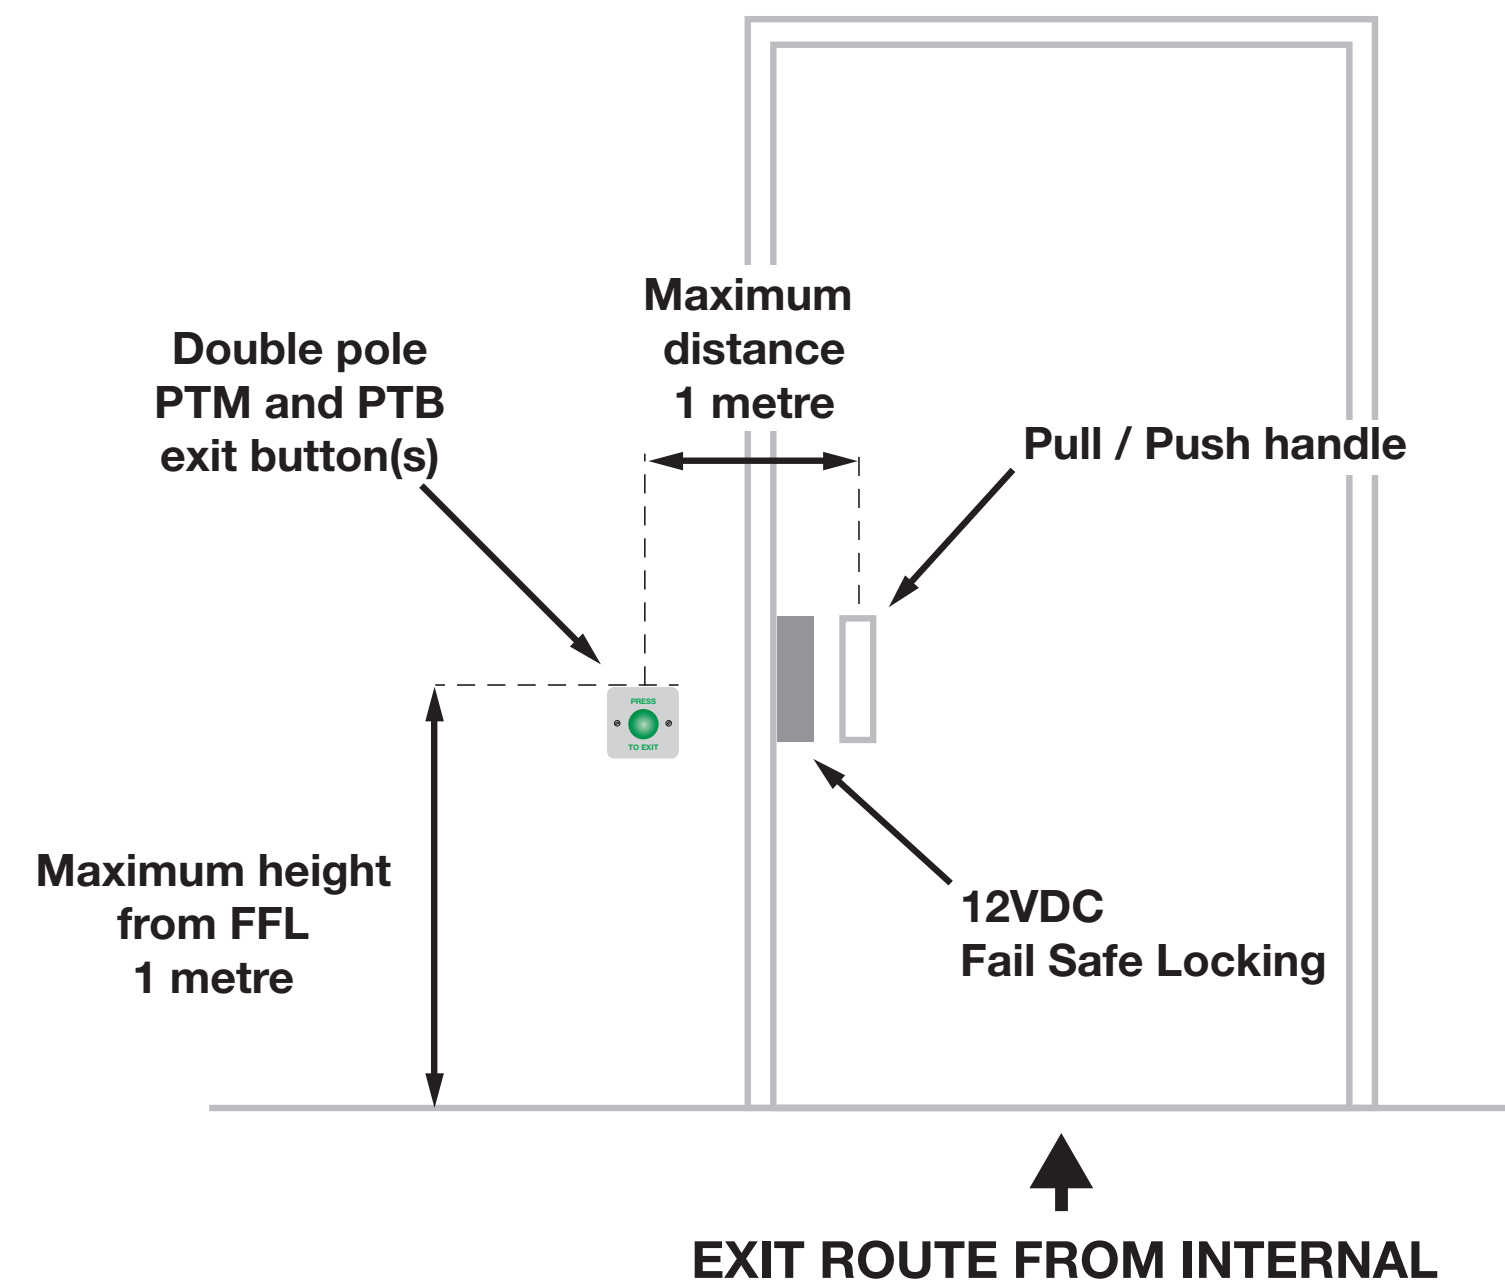 Maximum
distance
1 metre
Double pole
PTM and PTB
exit button(s)
Pull / Push handle
PRESS
TO EXIT
Maximum height
from FFL
1 metre
12VDC
Fail Safe Locking
EXIT ROUTE FROM INTERNAL